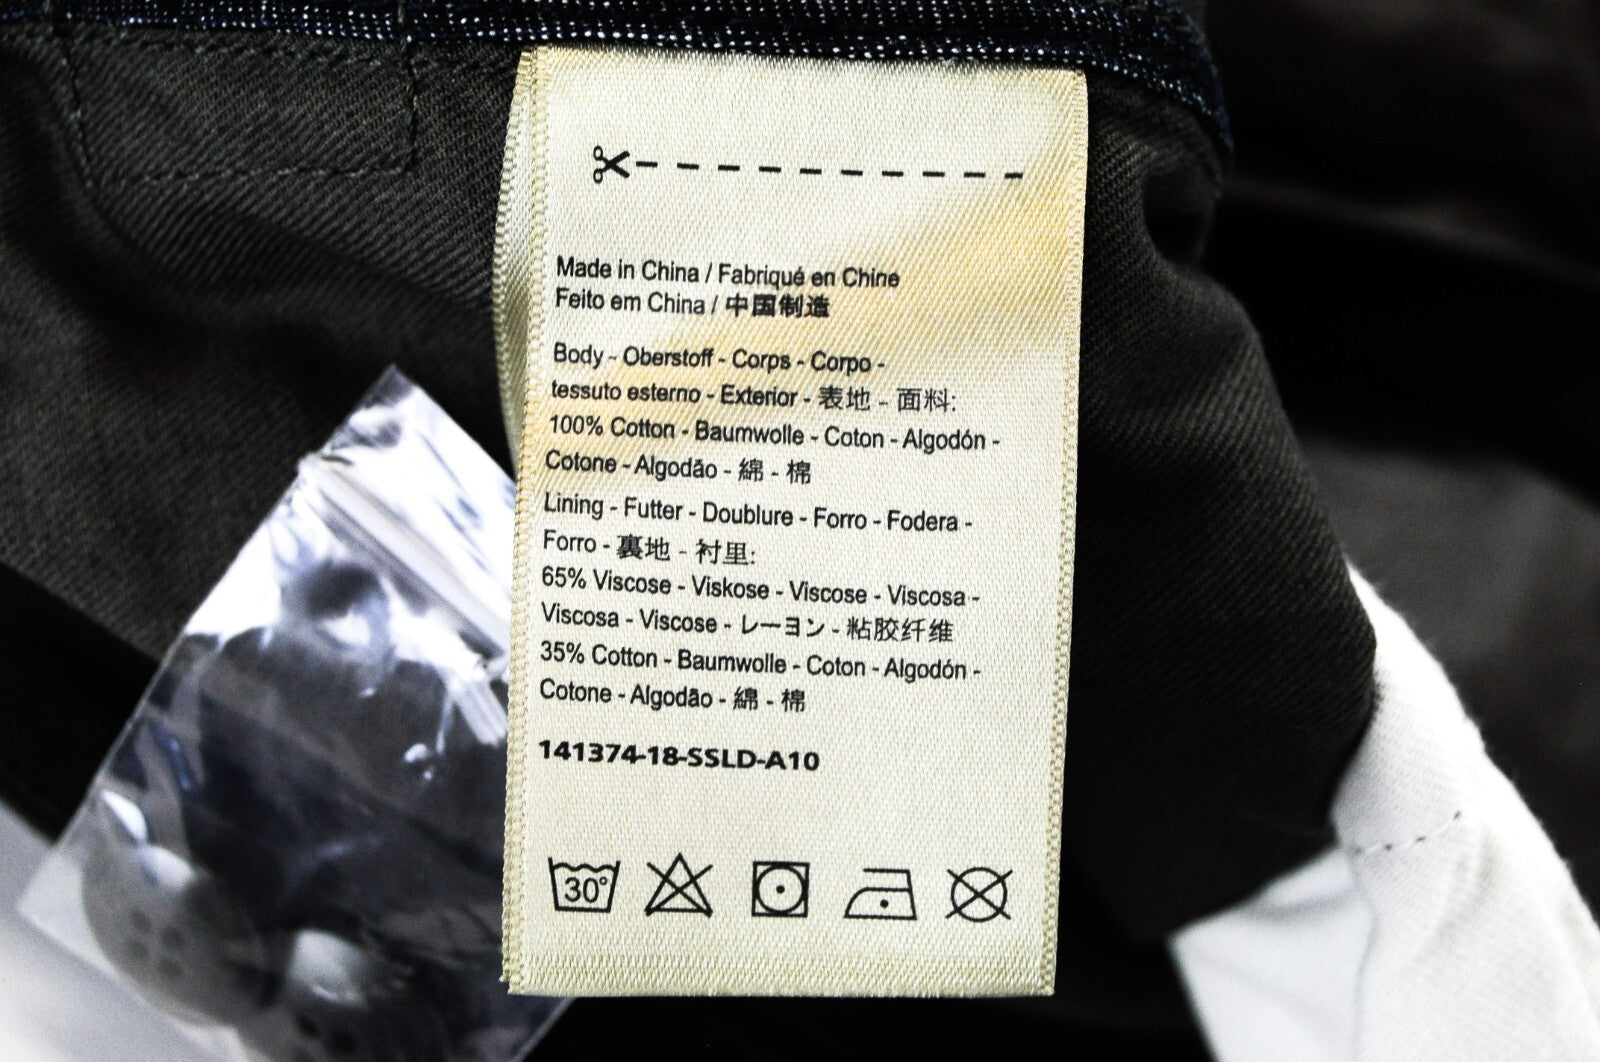 Made in China / Fabriqué en Chine
Feito em China / 中国制造
Body - Oberstoff - Corps - Corpo -
tessuto esterno - Exterior - 表地 - 面料:
100% Cotton - Baumwolle - Coton - Algodón -
Cotone - Algodão - 綿 - 棉
Lining - Futter - Doublure - Forro - Fodera -
Forro - 裏地 - 衬里:
65% Viscose - Viskose - Viscose - Viscosa -
Viscosa - Viscose - レーヨン - 粘胶纤维
35% Cotton - Baumwolle - Coton - Algodón -
Cotone - Algodão - 綿 - 棉
141374-18-SSLD-A10
30°